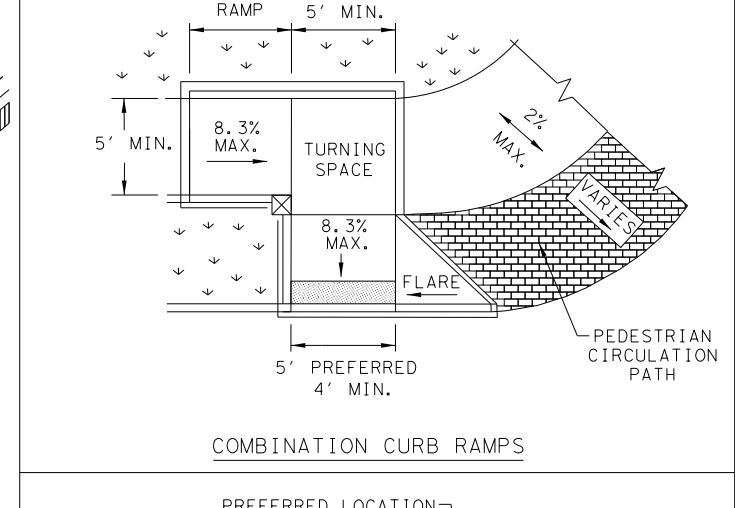 RAMP
5' MIN.
5' MIN.
8.3%
MAX.
TURNING
SPACE
2%
MAX.
VARIES
8.3%
MAX.
FLARE
PEDESTRIAN
CIRCULATION
PATH
5' PREFERRED
4' MIN.
COMBINATION CURB RAMPS
PREFERRED LOCATION